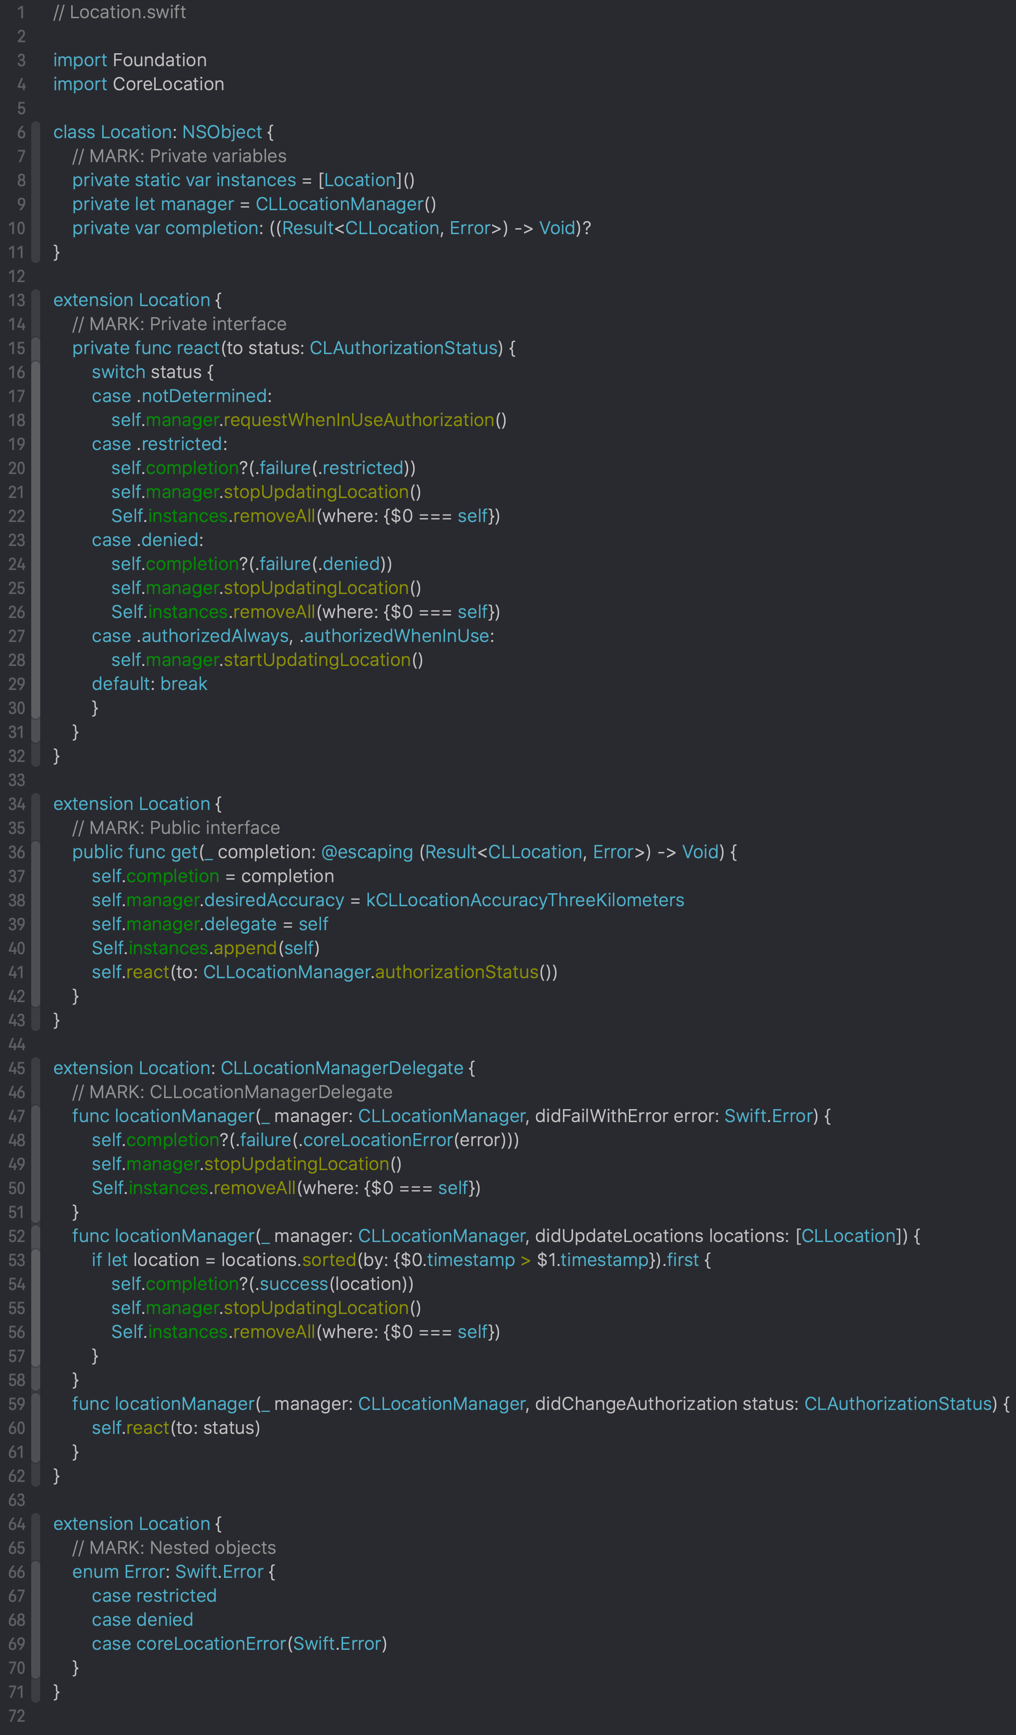 1 // Location.swift
2
3 import Foundation
4 import CoreLocation
5
6 class Location: NSObject {
7 // MARK: Private variables
8 private static var instances = [Location]()
9 private let manager = CLLocationManager()
10 private var completion: ((Result<CLLocation, Error>) -> Void)?
11 }
12
13 extension Location {
14 // MARK: Private interface
15 private func react(to status: CLAuthorizationStatus) {
16 switch status {
17 case .notDetermined:
18 self.manager.requestWhenInUseAuthorization()
19 case .restricted:
20 self.completion?(.failure(.restricted))
21 self.manager.stopUpdatingLocation()
22 Self.instances.removeAll(where: {$0 === self})
23 case .denied:
24 self.completion?(.failure(.denied))
25 self.manager.stopUpdatingLocation()
26 Self.instances.removeAll(where: {$0 === self})
27 case .authorizedAlways, .authorizedWhenInUse:
28 self.manager.startUpdatingLocation()
29 default: break
30 }
31 }
32 }
33
34 extension Location {
35 // MARK: Public interface
36 public func get(_ completion: @escaping (Result<CLLocation, Error>) -> Void) {
37 self.completion = completion
38 self.manager.desiredAccuracy = kCLLocationAccuracyThreeKilometers
39 self.manager.delegate = self
40 Self.instances.append(self)
41 self.react(to: CLLocationManager.authorizationStatus())
42 }
43 }
44
45 extension Location: CLLocationManagerDelegate {
46 // MARK: CLLocationManagerDelegate
47 func locationManager(_ manager: CLLocationManager, didFailWithError error: Swift.Error) {
48 self.completion?(.failure(.coreLocationError(error)))
49 self.manager.stopUpdatingLocation()
50 Self.instances.removeAll(where: {$0 === self})
51 }
52 func locationManager(_ manager: CLLocationManager, didUpdateLocations locations: [CLLocation]) {
53 if let location = locations.sorted(by: {$0.timestamp > $1.timestamp}).first {
54 self.completion?(.success(location))
55 self.manager.stopUpdatingLocation()
56 Self.instances.removeAll(where: {$0 === self})
57 }
58 }
59 func locationManager(_ manager: CLLocationManager, didChangeAuthorization status: CLAuthorizationStatus) {
60 self.react(to: status)
61 }
62 }
63
64 extension Location {
65 // MARK: Nested objects
66 enum Error: Swift.Error {
67 case restricted
68 case denied
69 case coreLocationError(Swift.Error)
70 }
71 }
72